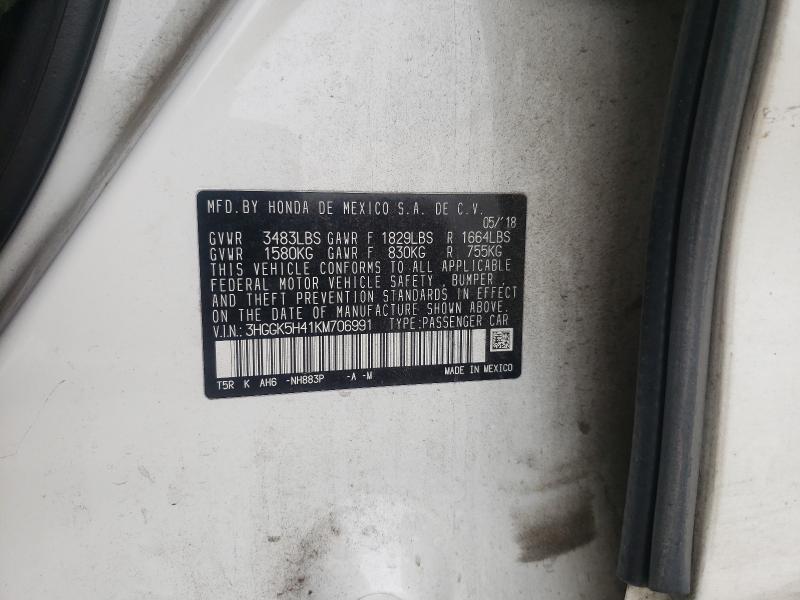 MFD. BY HONDA DE MEXICO S.A. DE C.V.
05/'18
GVWR 3483LBS GAWR F 1829LBS R 1664LBS
GVWR 1580KG GAWR F 830KG R 755KG
THIS VEHICLE CONFORMS TO ALL APPLICABLE
FEDERAL MOTOR VEHICLE SAFETY, BUMPER,
AND THEFT PREVENTION STANDARDS IN EFFECT
ON THE DATE OF MANUFACTURE SHOWN ABOVE.
V.I.N.: 3HGGK5H41KM706991 TYPE:PASSENGER CAR
T5R K AH6 -NH883P -A -M MADE IN MEXICO